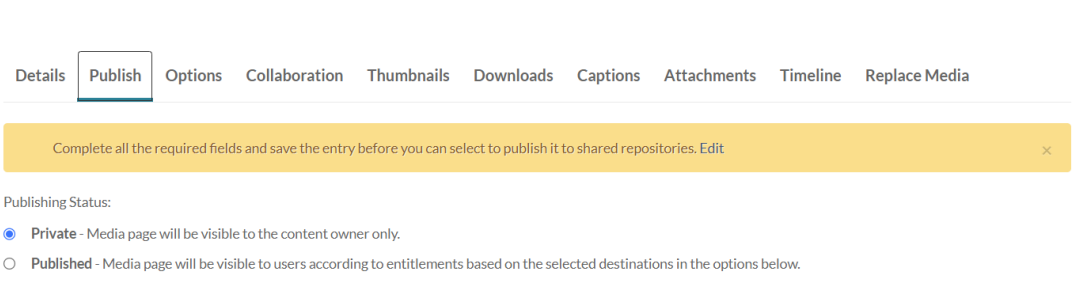 Details Publish Options Collaboration Thumbnails Downloads Captions Attachments Timeline Replace Media
Complete all the required fields and save the entry before you can select to publish it to shared repositories. Edit ×
Publishing Status:
Private - Media page will be visible to the content owner only.
Published - Media page will be visible to users according to entitlements based on the selected destinations in the options below.